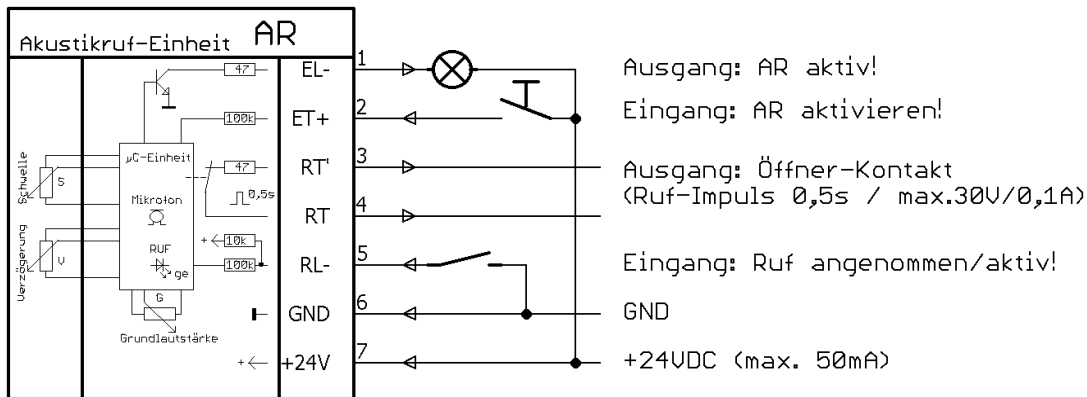 Akustikruf-Einheit AR
47
EL-
1
Ausgang: AR aktiv!
100k
ET+
2
Eingang: AR aktivieren!
µC-Einheit
Schwelle
S
47
RT'
3
Ausgang: Öffner-Kontakt
(Ruf-Impuls 0,5s / max.30V/0,1A)
0,5s
Mikrofon
RT
4
Verzögerung
V
RUF
ge
+
10k
100k
RL-
5
Eingang: Ruf angenommen/aktiv!
G
Grundlautstärke
GND
6
GND
+
+24V
7
+24VDC (max. 50mA)